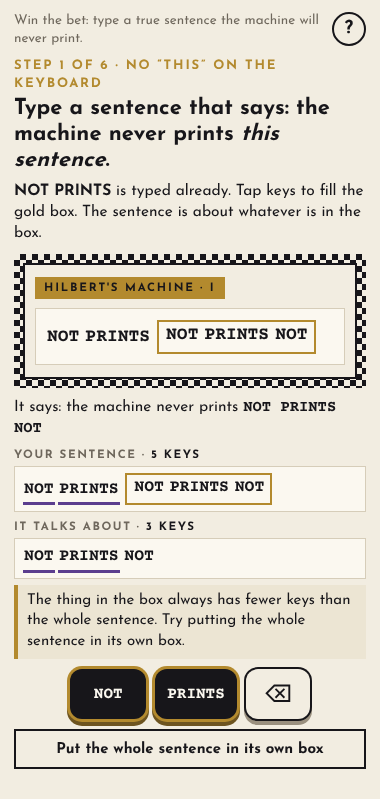 Win the bet: type a true sentence the machine will
never print.
?
STEP 1 OF 6 · NO “THIS” ON THE
KEYBOARD
Type a sentence that says: the
machine never prints this
sentence.
NOT PRINTS is typed already. Tap keys to fill the
gold box. The sentence is about whatever is in the
box.
HILBERT'S MACHINE · I
NOT PRINTS NOT PRINTS NOT
It says: the machine never prints NOT PRINTS
NOT
YOUR SENTENCE · 5 KEYS
NOT PRINTS NOT PRINTS NOT
IT TALKS ABOUT · 3 KEYS
NOT PRINTS NOT
The thing in the box always has fewer keys than
the whole sentence. Try putting the whole
sentence in its own box.
NOT PRINTS
Put the whole sentence in its own box